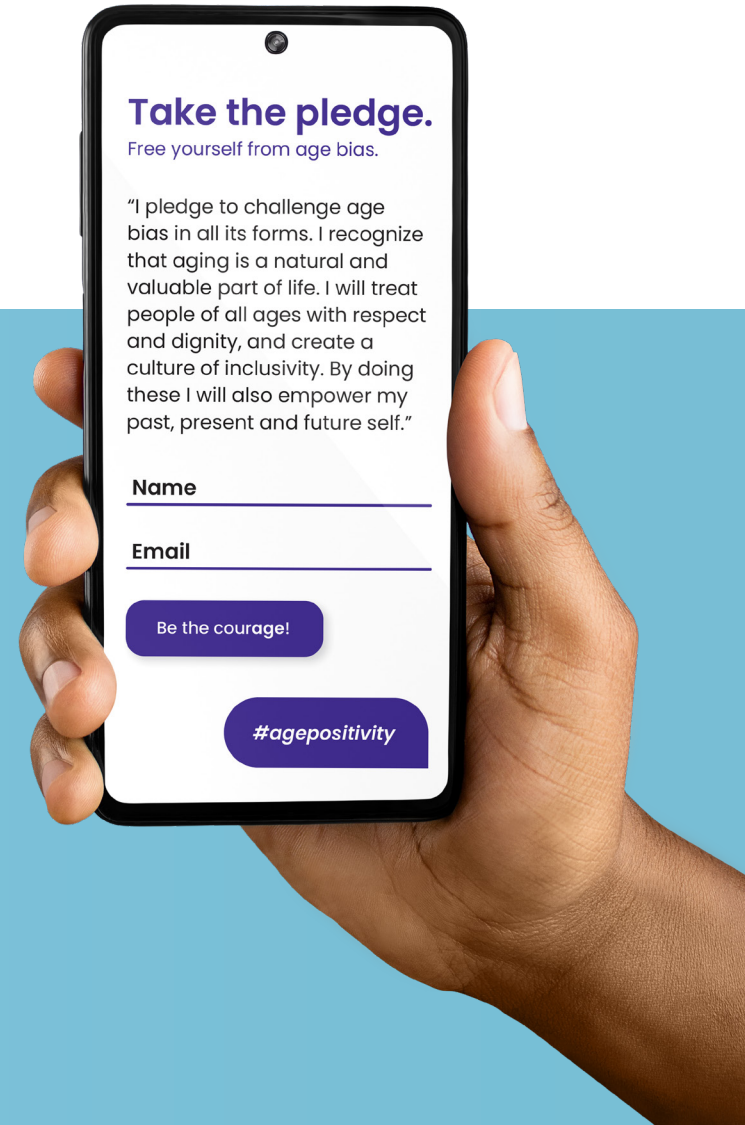 Take the pledge.
Free yourself from age bias.
“I pledge to challenge age
bias in all its forms. I recognize
that aging is a natural and
valuable part of life. I will treat
people of all ages with respect
and dignity, and create a
culture of inclusivity. By doing
these I will also empower my
past, present and future self.”
Name
Email
Be the courage!
#agepositivity